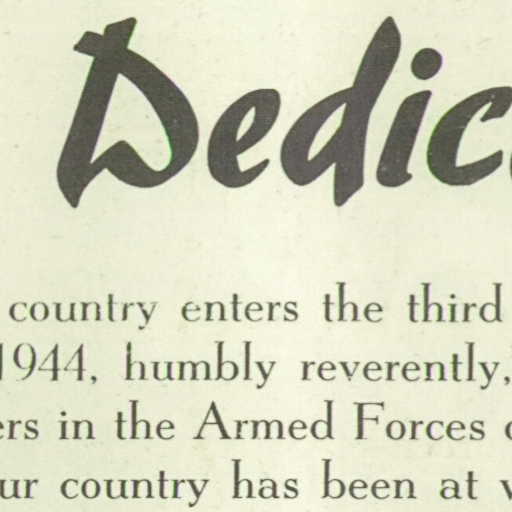 Dedic
country enters the third
1944, humbly reverently,
ers in the Armed Forces
ur country has been at